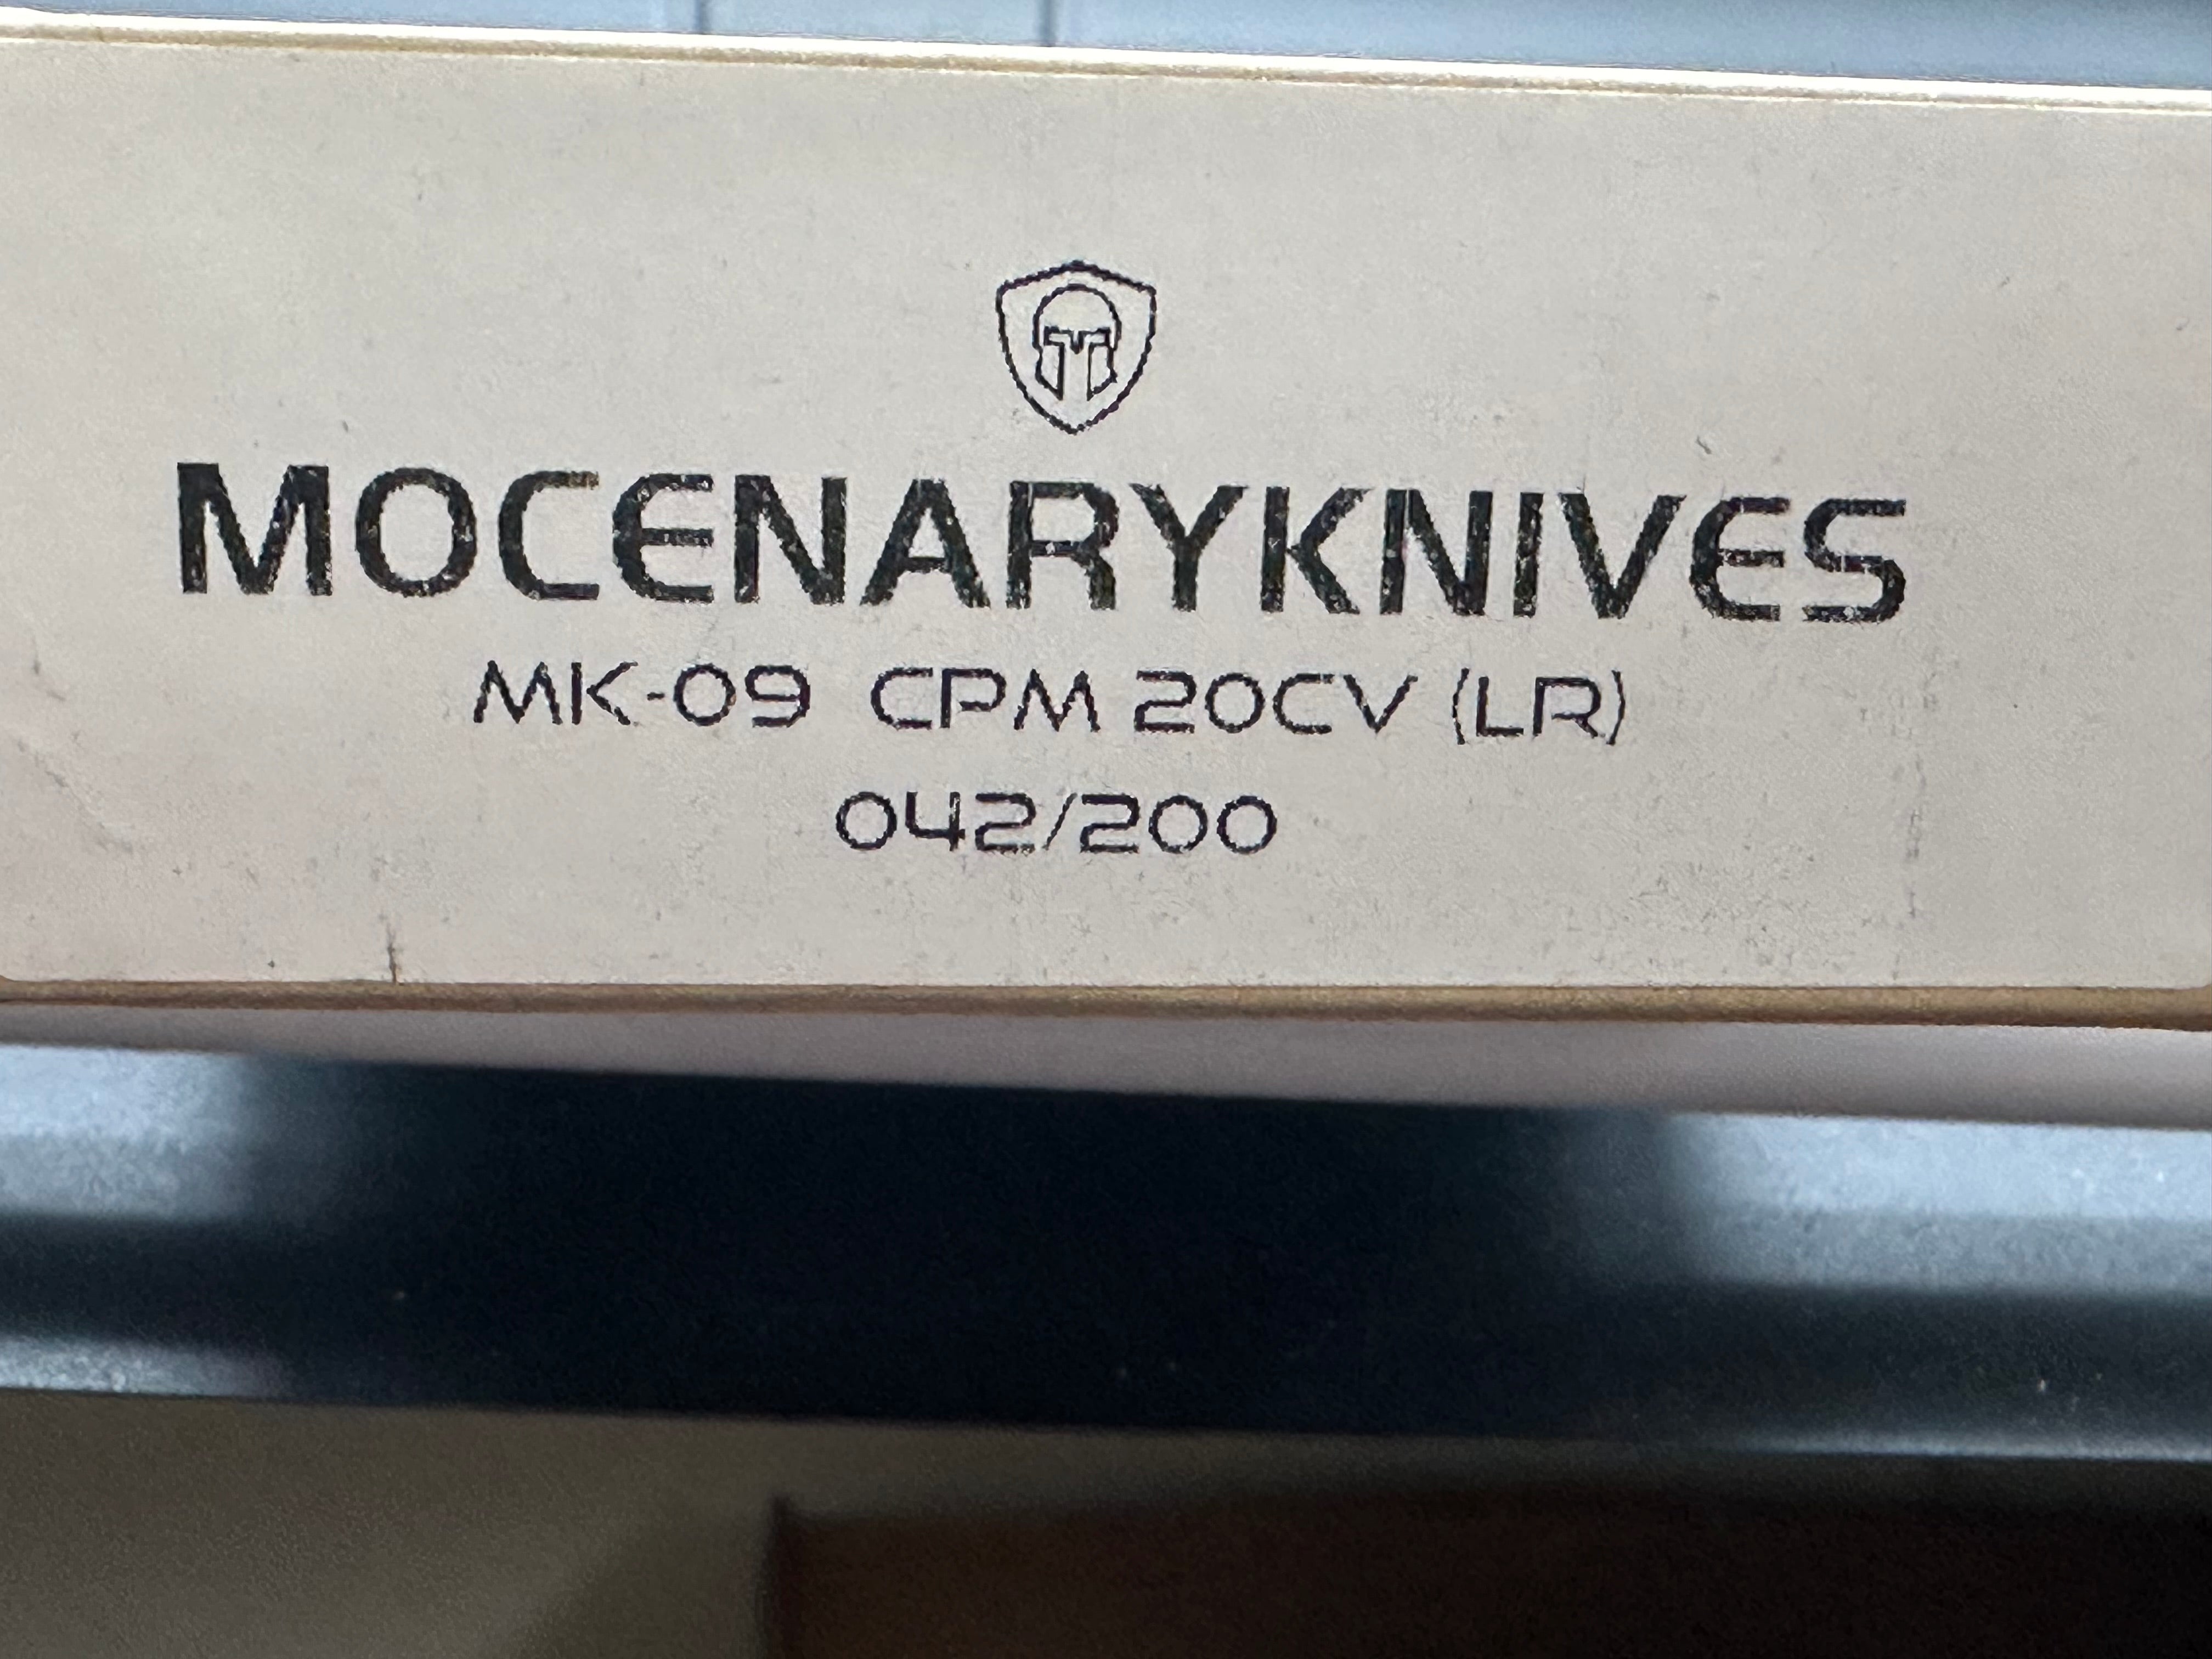 MOCENARYKNIVES
MK-09 CPM 20CV (LR)
042/200